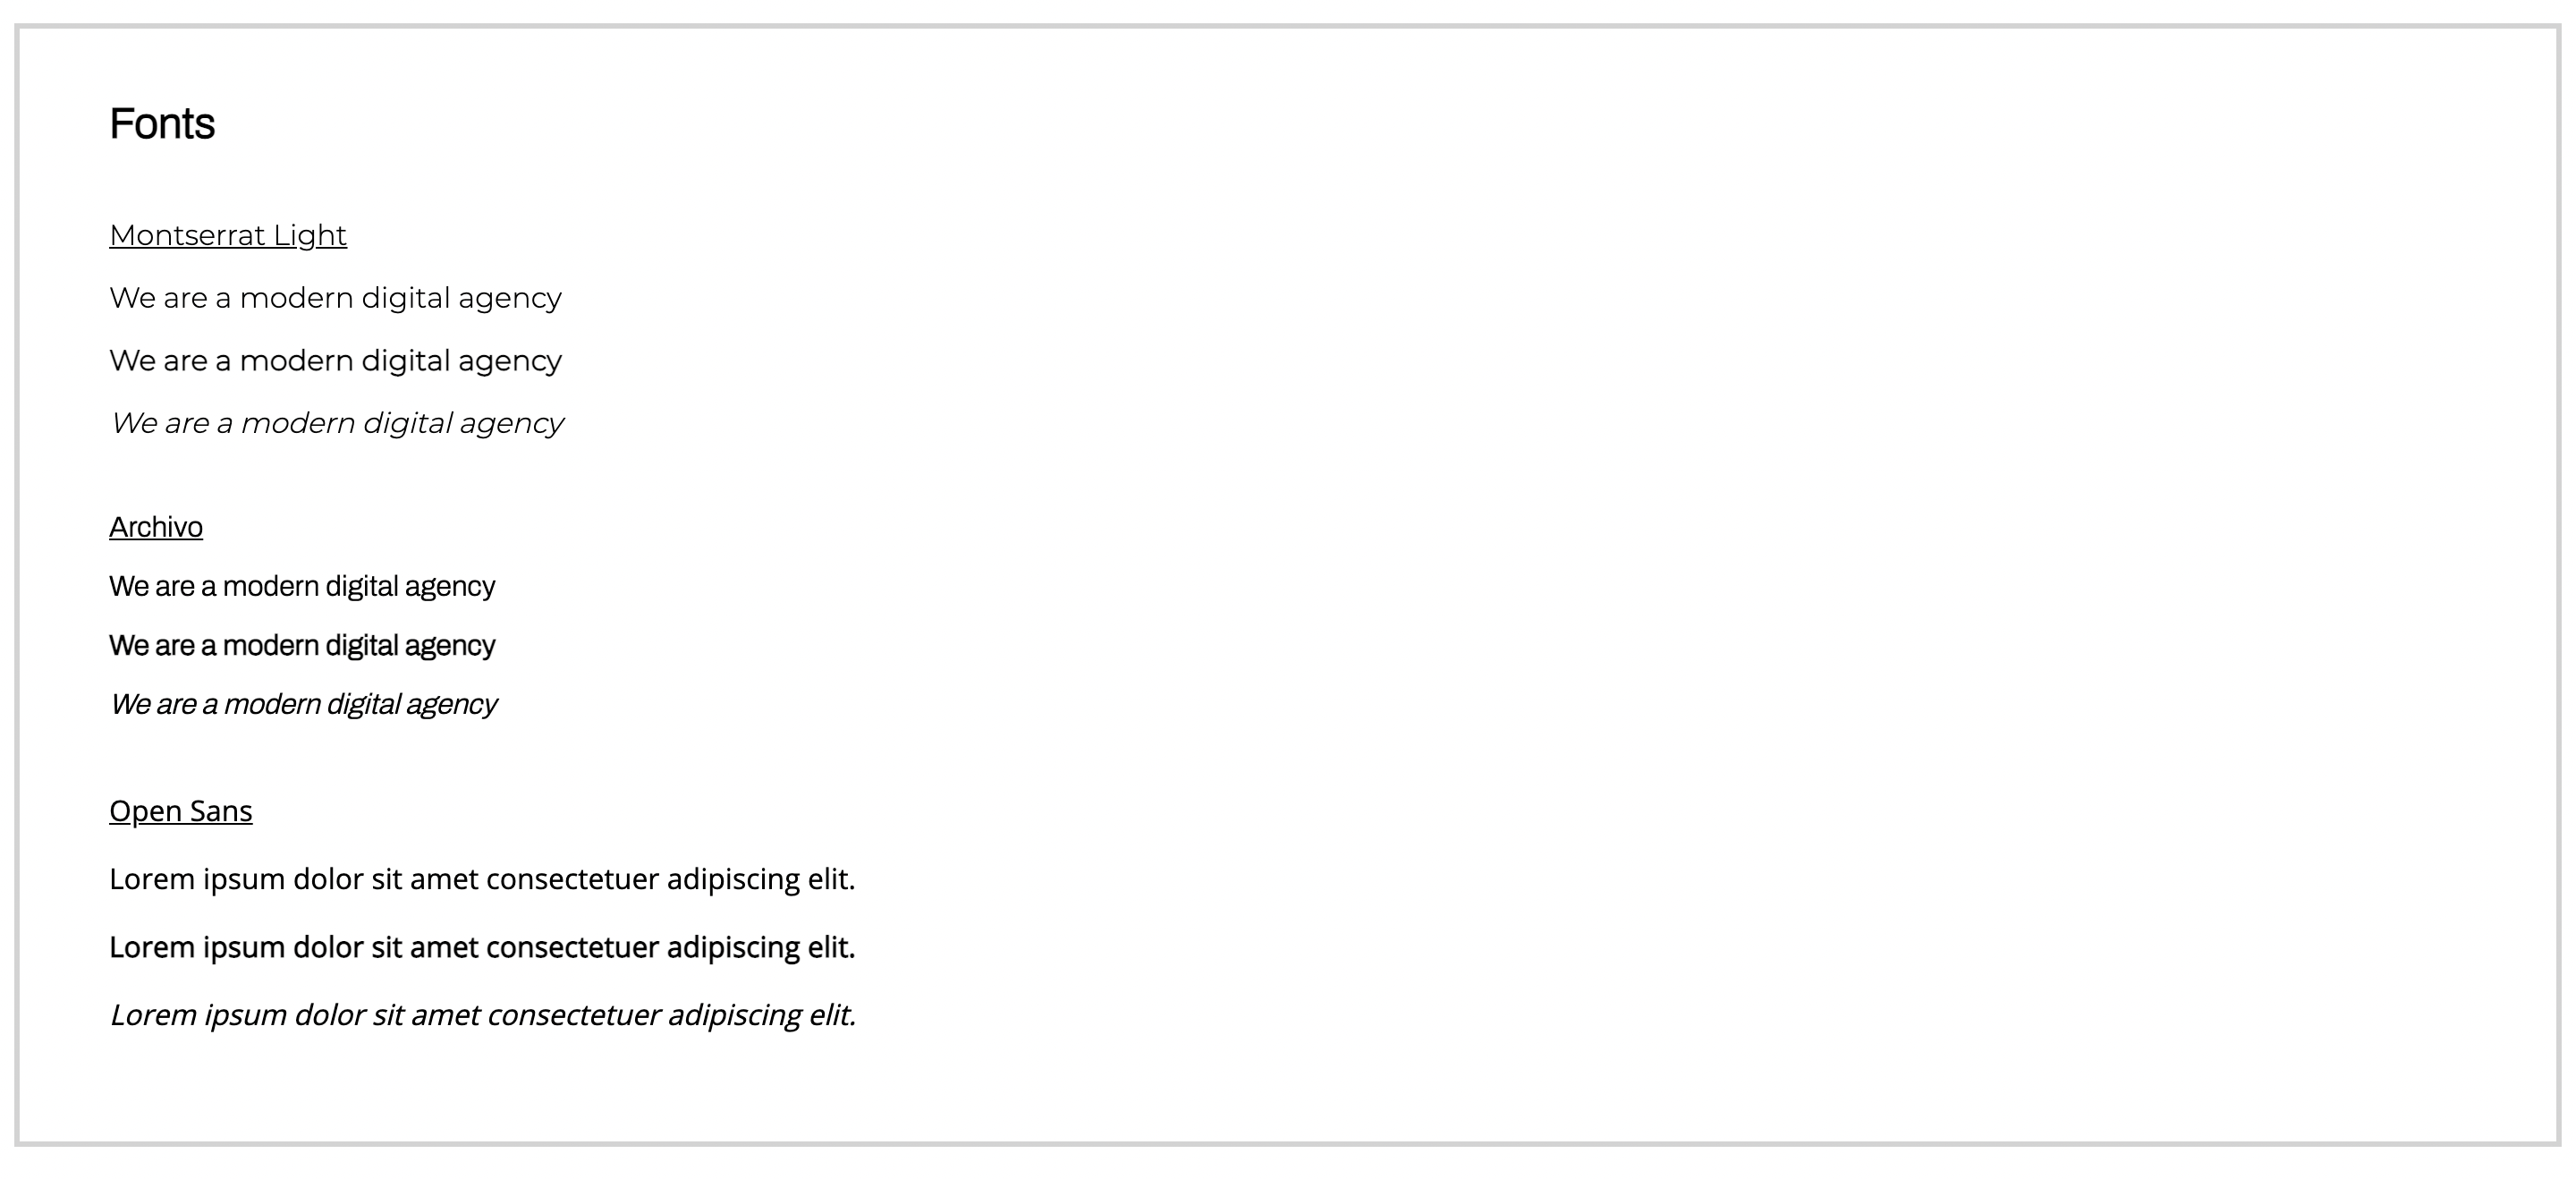 Fonts
Montserrat Light
We are a modern digital agency
We are a modern digital agency
We are a modern digital agency
Archivo
We are a modern digital agency
We are a modern digital agency
We are a modern digital agency
Open Sans
Lorem ipsum dolor sit amet consectetuer adipiscing elit.
Lorem ipsum dolor sit amet consectetuer adipiscing elit.
Lorem ipsum dolor sit amet consectetuer adipiscing elit.